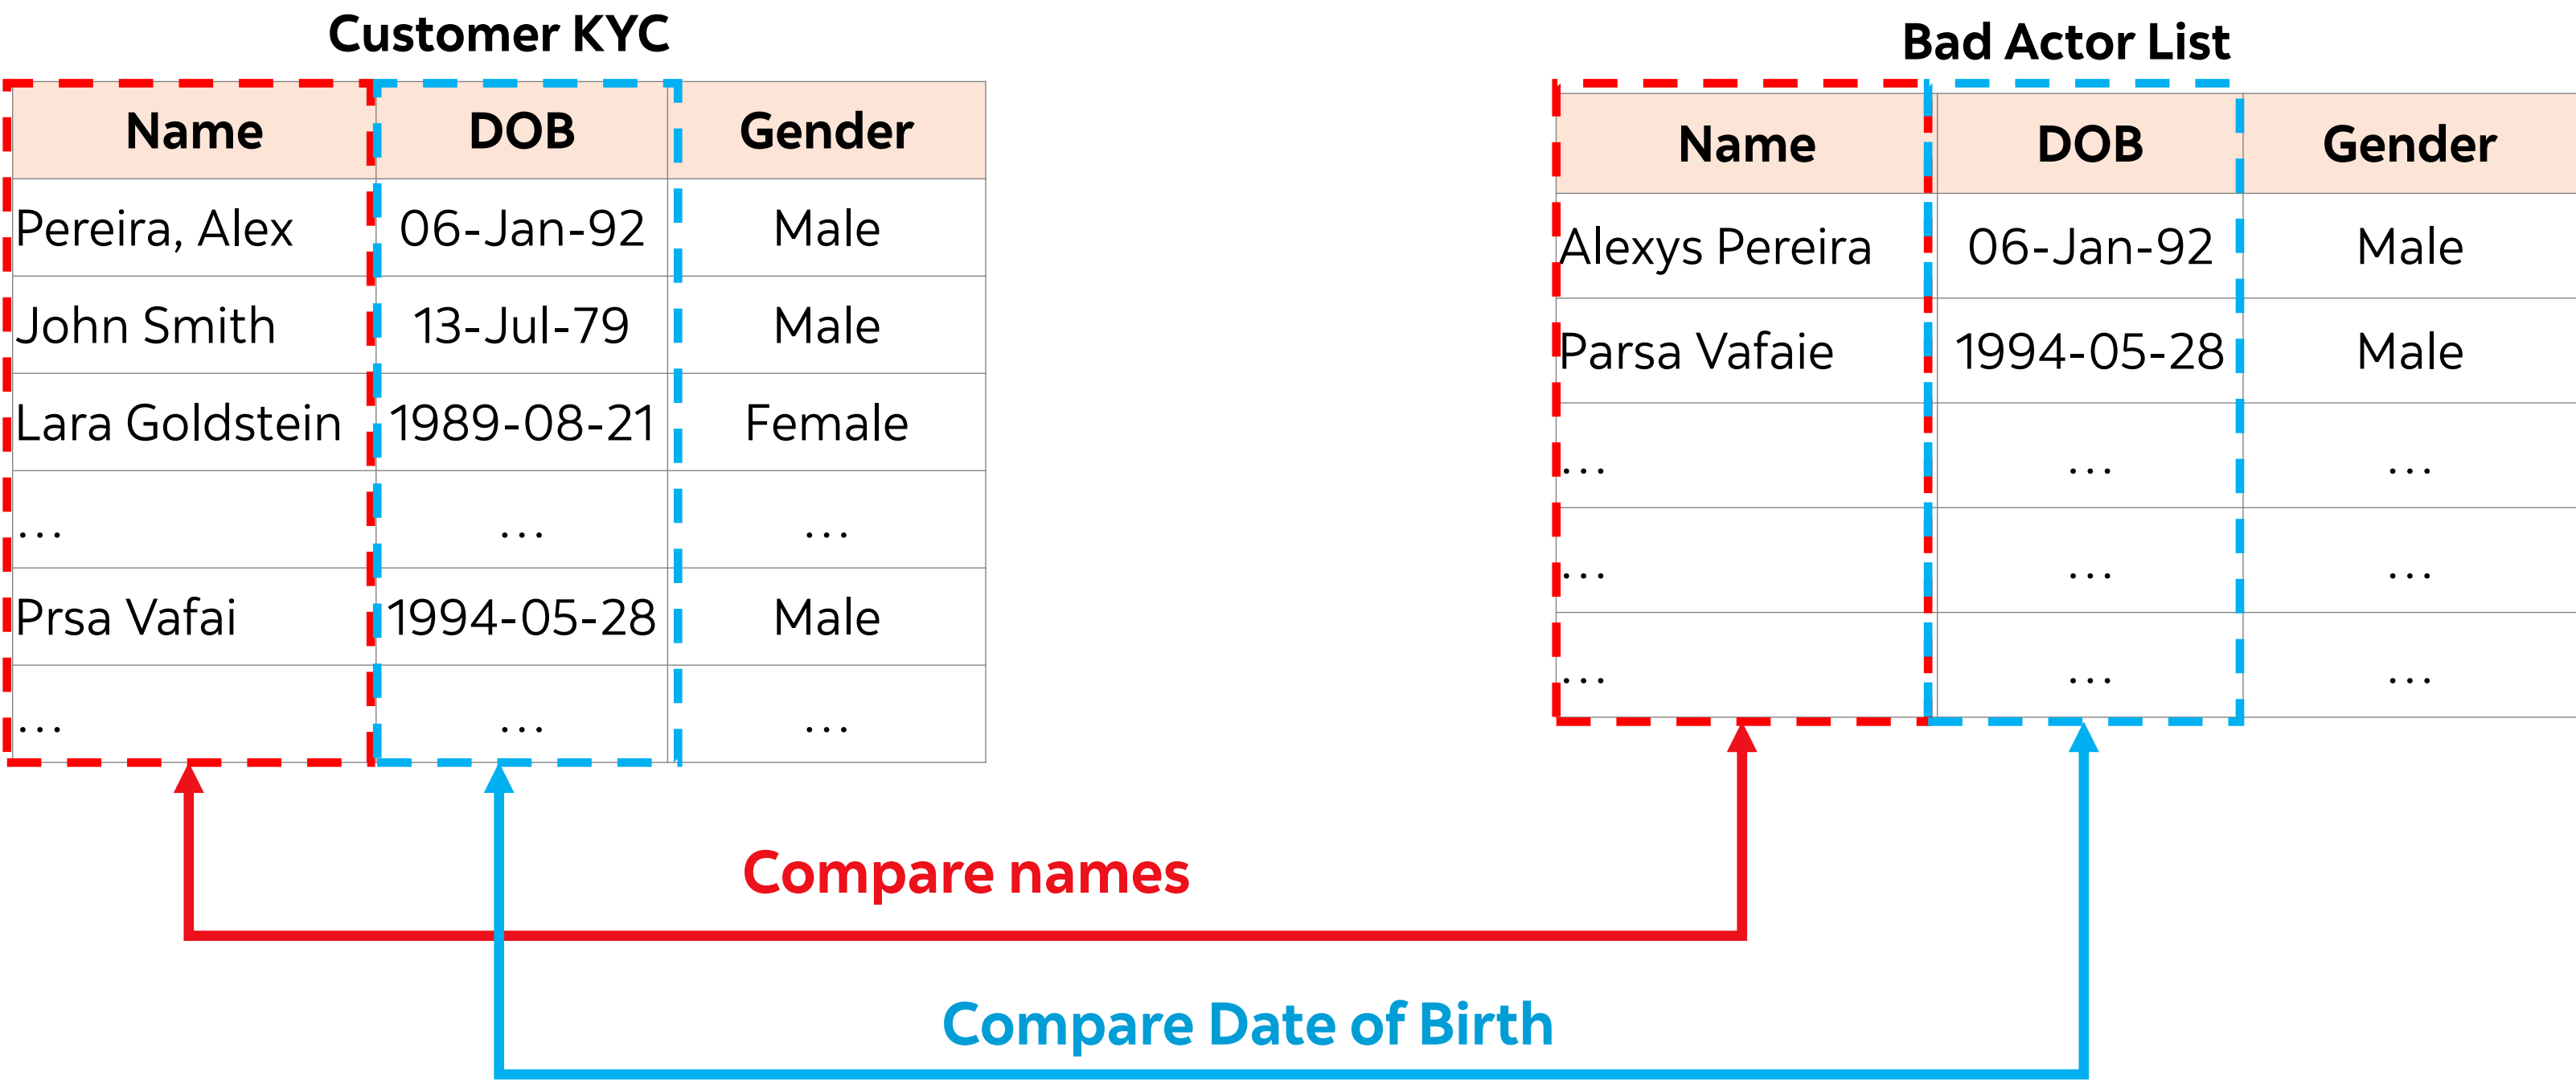 Customer KYC
Name DOB Gender
Pereira, Alex 06-Jan-92 Male
John Smith 13-Jul-79 Male
Lara Goldstein 1989-08-21 Female
... ... ...
Prsa Vafai 1994-05-28 Male
... ... ...
Bad Actor List
Name DOB Gender
Alexys Pereira 06-Jan-92 Male
Parsa Vafaie 1994-05-28 Male
... ... ...
... ... ...
... ... ...
Compare names
Compare Date of Birth